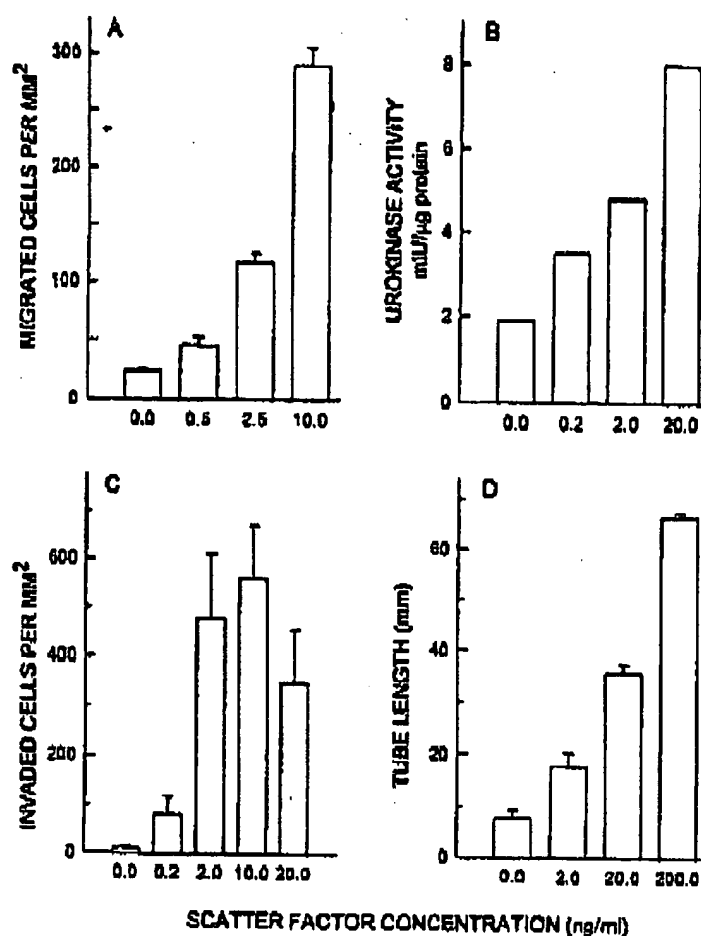 A
MIGRATED CELLS PER MM2
300
200
100
0
0.0 0.5 2.5 10.0
B
UROKINASE ACTIVITY
mIU/μg protein
8
6
4
2
0
0.0 0.2 2.0 20.0
C
INVADED CELLS PER MM2
600
400
200
0
0.0 0.2 2.0 10.0 20.0
D
TUBE LENGTH (mm)
60
40
20
0
0.0 2.0 20.0 200.0
SCATTER FACTOR CONCENTRATION (ng/ml)